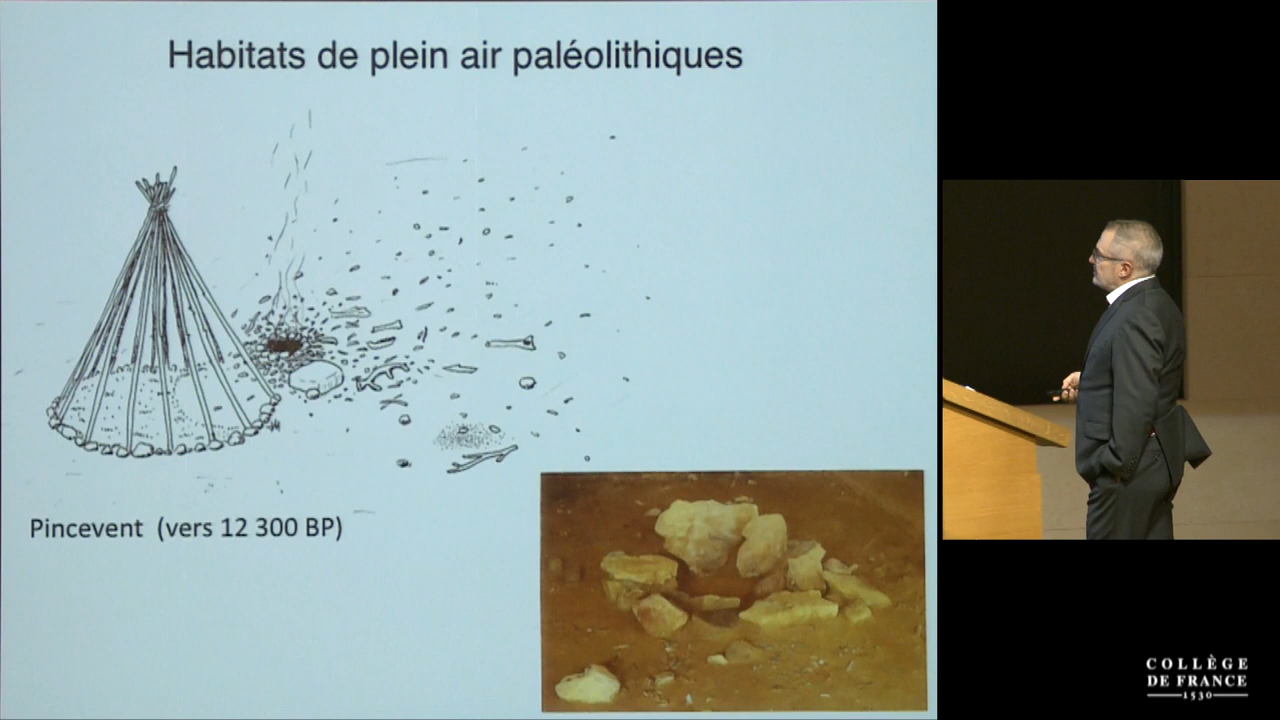 Habitats de plein air paléolithiques
Pincevent (vers 12 300 BP)
COLLÈGE
DE FRANCE
1530